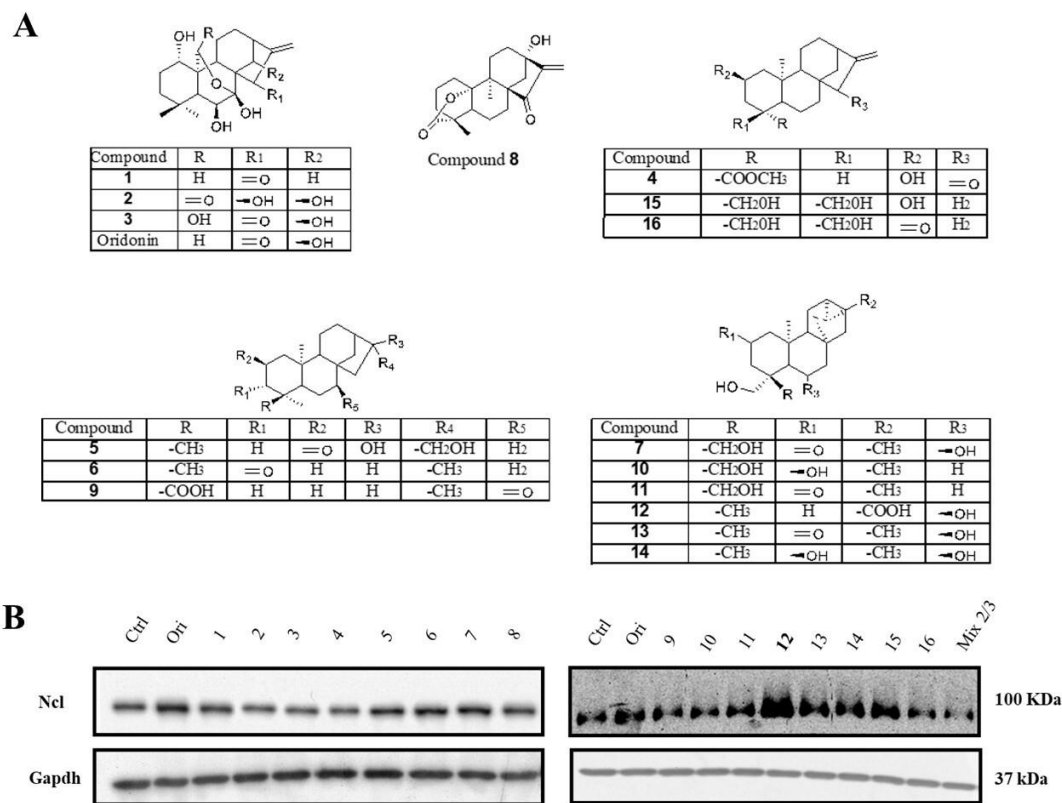 A
R
OH
R2
R1
O
OH
OH
OH
O
O
O
Compound 8
R2
R3
R1
R
Compound R R1 R2
1 H =O H
2 =O OH OH
3 OH =O OH
Oridonin H =O OH
Compound R R1 R2 R3
4 -COOCH3 H OH =O
15 -CH20H -CH20H OH H2
16 -CH20H -CH20H =O H2
R2
R3
R4
R1
R
R5
R1
R2
HO
R
R3
Compound R R1 R2 R3 R4 R5
5 -CH3 H =O OH -CH2OH H2
6 -CH3 =O H H -CH3 H2
9 -COOH H H H -CH3 =O
Compound R R1 R2 R3
7 -CH2OH =O -CH3 OH
10 -CH2OH OH -CH3 H
11 -CH2OH =O -CH3 H
12 -CH3 H -COOH OH
13 -CH3 =O -CH3 OH
14 -CH3 OH -CH3 OH
B
Ctrl Ori 1 2 3 4 5 6 7 8
Ctrl Ori 9 10 11 12 13 14 15 16 Mix 2/3
Ncl
100 KDa
Gapdh
37 kDa